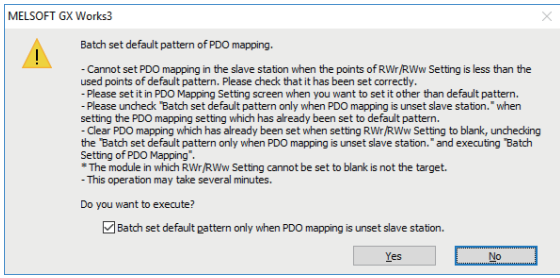 MELSOFT GX Works3
Batch set default pattern of PDO mapping.
- Cannot set PDO mapping in the slave station when the points of RWr/RWw Setting is less than the
used points of default pattern. Please check that it has been set correctly.
- Please set it in PDO Mapping Setting screen when you want to set it other than default pattern.
- Please uncheck "Batch set default pattern only when PDO mapping is unset slave station." when
setting the PDO mapping setting which has already been set to default pattern.
- Clear PDO mapping which has already been set when setting RWr/RWw Setting to blank, unchecking
the "Batch set default pattern only when PDO mapping is unset slave station." and executing "Batch
Setting of PDO Mapping".
* The module in which RWr/RWw Setting cannot be set to blank is not the target.
- This operation may take several minutes.
Do you want to execute?
Batch set default pattern only when PDO mapping is unset slave station.
Yes No